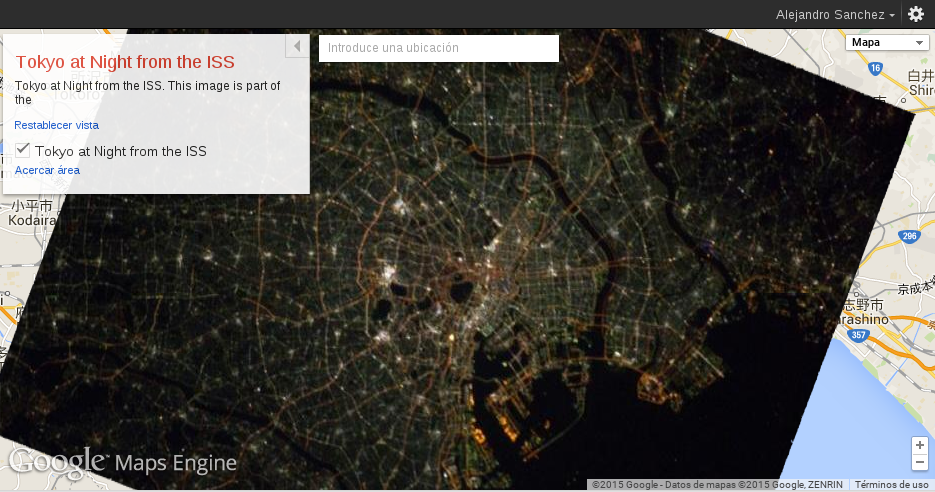 Alejandro Sanchez
Tokyo at Night from the ISS
Tokyo at Night from the ISS. This image is part of
the
Restablecer vista
Tokyo at Night from the ISS
Acercar área
Introduce una ubicación
Mapa
16
白井
小平市
Kodaira
296
京成本
志野市
arashino
357
Google Maps Engine
+
−
©2015 Google - Datos de mapas ©2015 Google, ZENRIN
Términos de uso